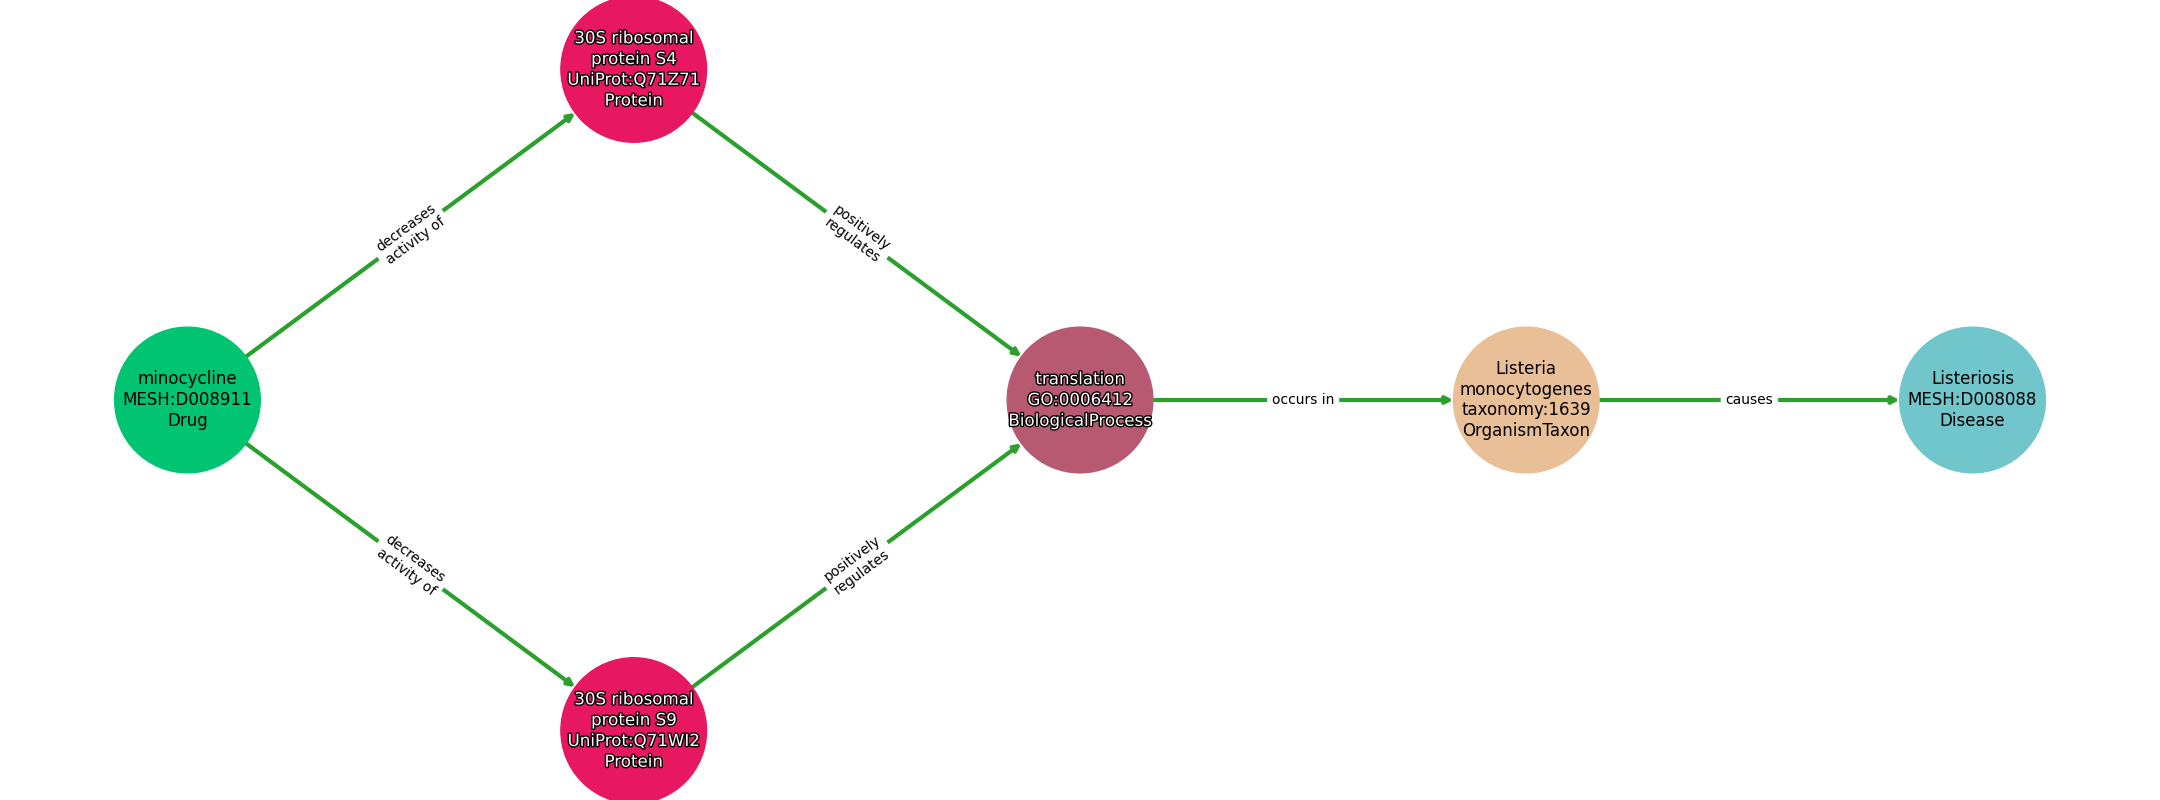 30S ribosomal
protein S4
UniProt:Q71Z71
Protein
decreases
activity of
positively
regulates
minocycline
MESH:D008911
Drug
translation
GO:0006412
BiologicalProcess
occurs in
Listeria
monocytogenes
taxonomy:1639
OrganismTaxon
causes
Listeriosis
MESH:D008088
Disease
decreases
activity of
positively
regulates
30S ribosomal
protein S9
UniProt:Q71WI2
Protein